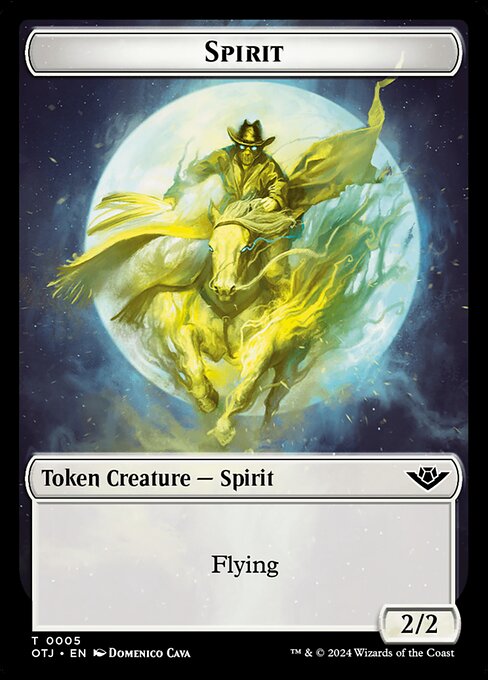 Spirit
Token Creature — Spirit
Flying
2/2
T 0005
OTJ • EN Domenico Cava
™ & © 2024 Wizards of the Coast